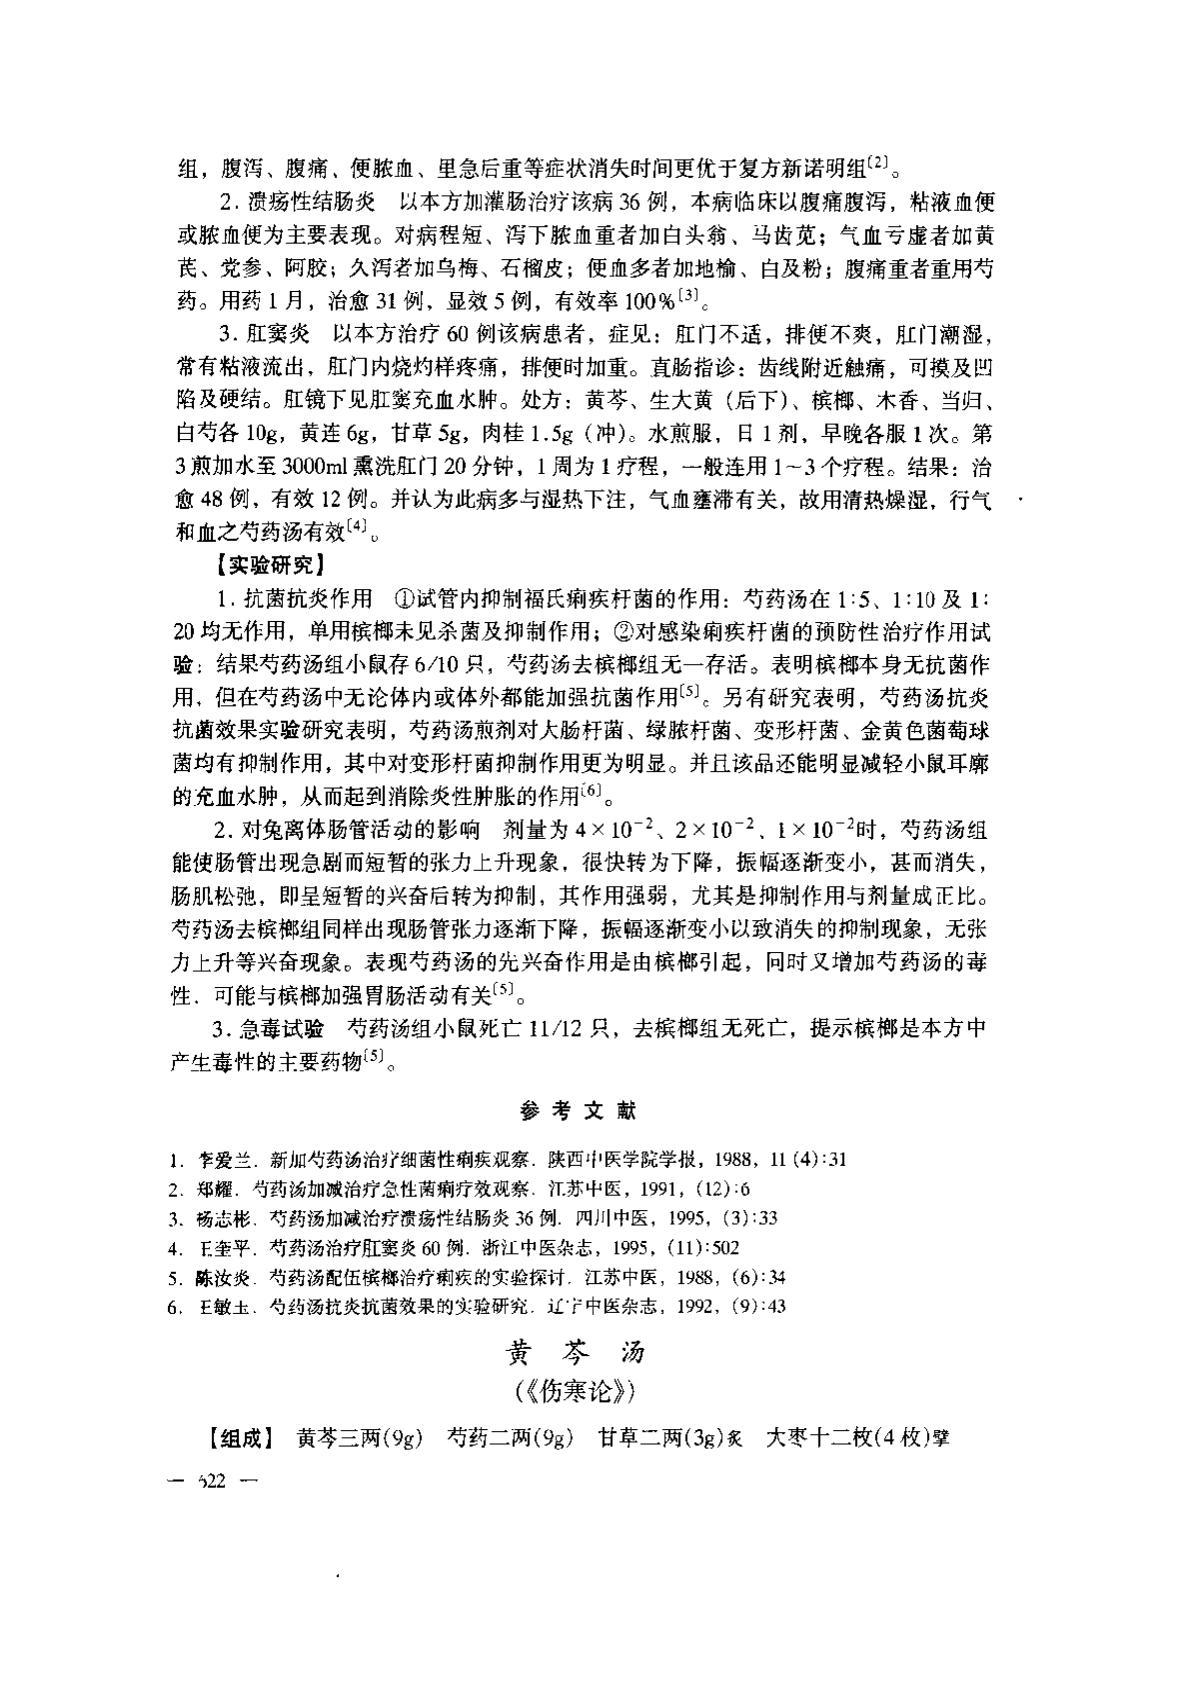 组，腹泻、腹痛、便脓血、里急后重等症状消失时间更优于复方新诺明组〔2〕。
2. 溃疡性结肠炎　以本方加灌肠治疗该病 36 例，本病临床以腹痛腹泻，粘液血便
或脓血便为主要表现。对病程短、泻下脓血重者加白头翁、马齿苋；气血亏虚者加黄
芪、党参、阿胶；久泻者加乌梅、石榴皮；便血多者加地榆、白及粉；腹痛重者重用芍
药。用药 1 月，治愈 31 例，显效 5 例，有效率 100%〔3〕。
3. 肛窦炎　以本方治疗 60 例该病患者，症见：肛门不适，排便不爽，肛门潮湿，
常有粘液流出，肛门内烧灼样疼痛，排便时加重。直肠指诊：齿线附近触痛，可摸及凹
陷及硬结。肛镜下见肛窦充血水肿。处方：黄芩、生大黄（后下）、槟榔、木香、当归、
白芍各 10g，黄连 6g，甘草 5g，肉桂 1.5g（冲）。水煎服，日 1 剂，早晚各服 1 次。第
3 煎加水至 3000ml 熏洗肛门 20 分钟，1 周为 1 疗程，一般连用 1~3 个疗程。结果：治
愈 48 例，有效 12 例。并认为此病多与湿热下注，气血壅滞有关，故用清热燥湿，行气
和血之芍药汤有效〔4〕。
【实验研究】
1. 抗菌抗炎作用　①试管内抑制福氏痢疾杆菌的作用：芍药汤在 1:5、1:10 及 1:
20 均无作用，单用槟榔未见杀菌及抑制作用；②对感染痢疾杆菌的预防性治疗作用试
验：结果芍药汤组小鼠存 6/10 只，芍药汤去槟榔组无一存活。表明槟榔本身无抗菌作
用，但在芍药汤中无论体内或体外都能加强抗菌作用〔5〕。另有研究表明，芍药汤抗炎
抗菌效果实验研究表明，芍药汤煎剂对大肠杆菌、绿脓杆菌、变形杆菌、金黄色葡萄球
菌均有抑制作用，其中对变形杆菌抑制作用更为明显。并且该品还能明显减轻小鼠耳廓
的充血水肿，从而起到消除炎性肿胀的作用〔6〕。
2. 对兔离体肠管活动的影响　剂量为 4×10⁻²、2×10⁻²、1×10⁻²时，芍药汤组
能使肠管出现急剧而短暂的张力上升现象，很快转为下降，振幅逐渐变小，甚而消失，
肠肌松弛，即呈短暂的兴奋后转为抑制，其作用强弱，尤其是抑制作用与剂量成正比。
芍药汤去槟榔组同样出现肠管张力逐渐下降，振幅逐渐变小以致消失的抑制现象，无张
力上升等兴奋现象。表现芍药汤的先兴奋作用是由槟榔引起，同时又增加芍药汤的毒
性．可能与槟榔加强胃肠活动有关〔5〕。
3. 急毒试验　芍药汤组小鼠死亡 11/12 只，去槟榔组无死亡，提示槟榔是本方中
产生毒性的主要药物〔5〕。
参 考 文 献
1. 李爱兰．新加芍药汤治疗细菌性痢疾观察．陕西中医学院学报，1988，11 (4):31
2. 郑耀．芍药汤加减治疗急性菌痢疗效观察．江苏中医，1991，(12):6
3. 杨志彬．芍药汤加减治疗溃疡性结肠炎 36 例．四川中医，1995，(3):33
4. 王奎平．芍药汤治疗肛窦炎 60 例．浙江中医杂志，1995，(11):502
5. 陈汝炎．芍药汤配伍槟榔治疗痢疾的实验探讨．江苏中医，1988，(6):34
6. 王敏玉．芍药汤抗炎抗菌效果的实验研究．辽宁中医杂志，1992，(9):43
黄 芩 汤
（《伤寒论》）
【组成】　黄芩三两(9g)　芍药二两(9g)　甘草二两(3g)炙　大枣十二枚(4 枚)擘
— 522 —